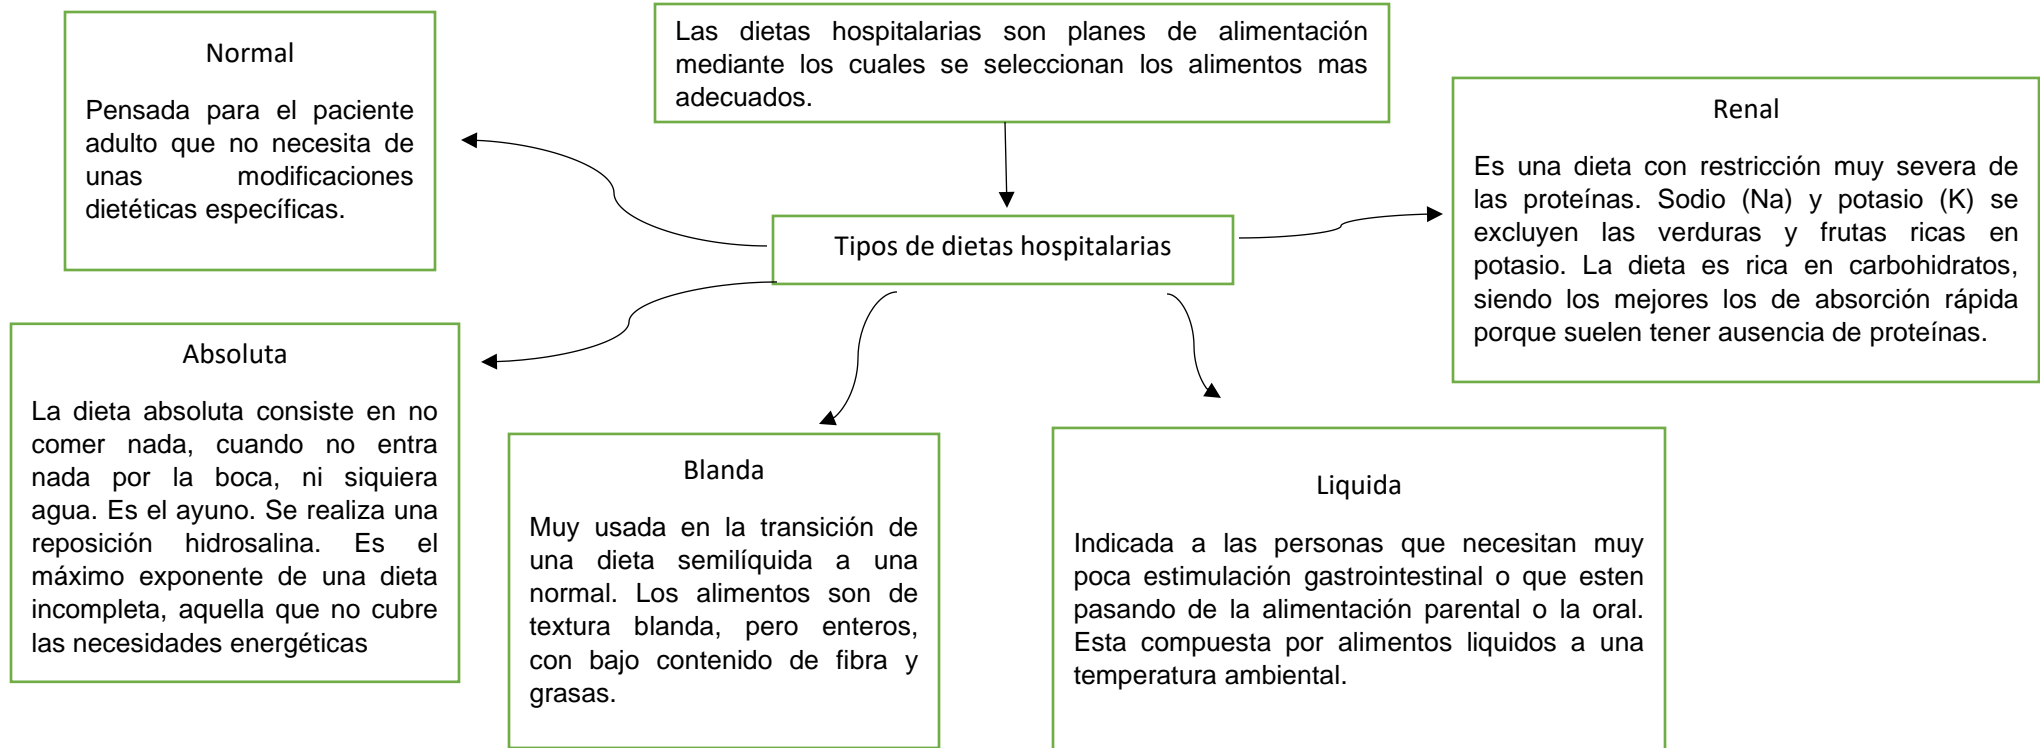 Las dietas hospitalarias son planes de alimentación
mediante los cuales se seleccionan los alimentos mas
adecuados.
Tipos de dietas hospitalarias
Normal
Pensada para el paciente
adulto que no necesita de
unas modificaciones
dietéticas específicas.
Absoluta
La dieta absoluta consiste en no
comer nada, cuando no entra
nada por la boca, ni siquiera
agua. Es el ayuno. Se realiza una
reposición hidrosalina. Es el
máximo exponente de una dieta
incompleta, aquella que no cubre
las necesidades energéticas
Blanda
Muy usada en la transición de
una dieta semilíquida a una
normal. Los alimentos son de
textura blanda, pero enteros,
con bajo contenido de fibra y
grasas.
Liquida
Indicada a las personas que necesitan muy
poca estimulación gastrointestinal o que esten
pasando de la alimentación parental o la oral.
Esta compuesta por alimentos liquidos a una
temperatura ambiental.
Renal
Es una dieta con restricción muy severa de
las proteínas. Sodio (Na) y potasio (K) se
excluyen las verduras y frutas ricas en
potasio. La dieta es rica en carbohidratos,
siendo los mejores los de absorción rápida
porque suelen tener ausencia de proteínas.